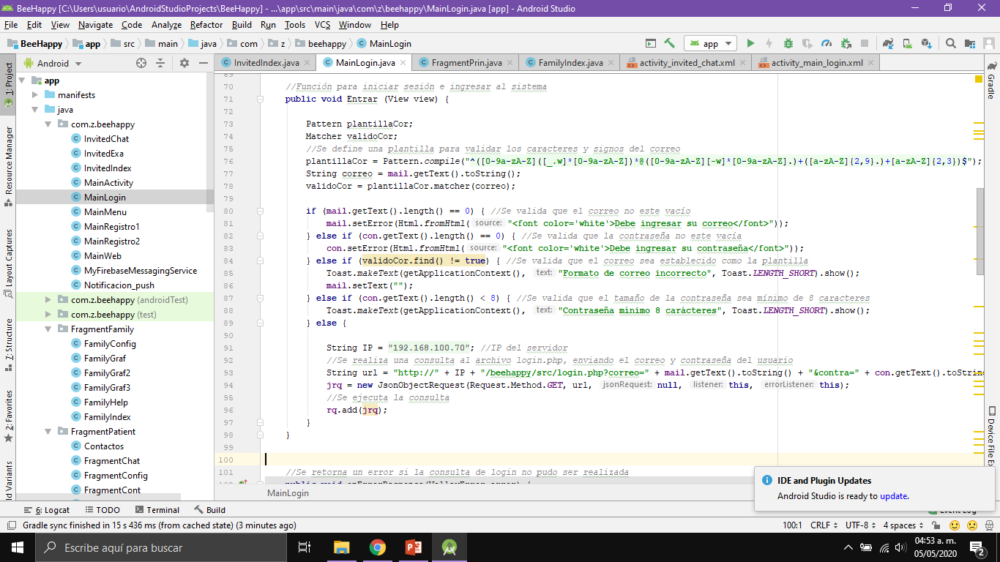 BeeHappy [C:\Users\usuario\AndroidStudioProjects\BeeHappy] - ...\app\src\main\java\com\z\beehappy\MainLogin.java [app] - Android Studio
File Edit View Navigate Code Analyze Refactor Build Run Tools VCS Window Help
BeeHappy app src main java com z beehappy MainLogin app
Android
InvitedIndex.java MainLogin.java FragmentPrin.java FamilyIndex.java activity_invited_chat.xml activity_main_login.xml
1: Project
Resource Manager
Layout Captures
7: Structure
2: Favorites
ld Variants
app
manifests
java
com.z.beehappy
InvitedChat
InvitedExa
InvitedIndex
MainActivity
MainLogin
MainMenu
MainRegistro1
MainRegistro2
MainWeb
MyFirebaseMessagingService
Notificacion_push
com.z.beehappy (androidTest)
com.z.beehappy (test)
FragmentFamily
FamilyConfig
FamilyGraf
FamilyGraf2
FamilyGraf3
FamilyHelp
FamilyIndex
FragmentPatient
Contactos
FragmentChat
FragmentConfig
FragmentCont
69
70 //Función para iniciar sesión e ingresar al sistema
71 public void Entrar (View view) {
72
73 Pattern plantillaCor;
74 Matcher validoCor;
75 //Se define una plantilla para validar los caracteres y signos del correo
76 plantillaCor = Pattern.compile("^([0-9a-zA-Z]([_.w]*[0-9a-zA-Z])*@([0-9a-zA-Z][-w]*[0-9a-zA-Z].)+([a-zA-Z]{2,9}.)+[a-zA-Z]{2,3})$");
77 String correo = mail.getText().toString();
78 validoCor = plantillaCor.matcher(correo);
79
80 if (mail.getText().length() == 0) { //Se valida que el correo no este vacío
81 mail.setError(Html.fromHtml( source: "<font color='white'>Debe ingresar su correo</font>"));
82 } else if (con.getText().length() == 0) { //Se valida que la contraseña no este vacía
83 con.setError(Html.fromHtml( source: "<font color='white'>Debe ingresar su contraseña</font>"));
84 } else if (validoCor.find() != true) { //Se valida que el correo sea establecido como la plantilla
85 Toast.makeText(getApplicationContext(), text: "Formato de correo incorrecto", Toast.LENGTH_SHORT).show();
86 mail.setText("");
87 } else if (con.getText().length() < 8) { //Se valida que el tamaño de la contraseña sea mínimo de 8 caracteres
88 Toast.makeText(getApplicationContext(), text: "Contraseña mínimo 8 carácteres", Toast.LENGTH_SHORT).show();
89 } else {
90
91 String IP = "192.168.100.70"; //IP del servidor
92 //Se realiza una consulta al archivo login.php, enviando el correo y contraseña del usuario
93 String url = "http://" + IP + "/beehappy/src/login.php?correo=" + mail.getText().toString() + "&contra=" + con.getText().toString
94 jrq = new JsonObjectRequest(Request.Method.GET, url, jsonRequest: null, listener: this, errorListener: this);
95 //Se ejecuta la consulta
96 rq.add(jrq);
97 }
98 }
99
100
101 //Se retorna un error si la consulta de login no pudo ser realizada
102 public void onErrorResponse(VolleyError error) {
MainLogin
Gradle
Device File Ex
IDE and Plugin Updates
Android Studio is ready to update.
6: Logcat TODO Terminal Build Event Log
Gradle sync finished in 15 s 436 ms (from cached state) (3 minutes ago) 100:1 CRLF UTF-8 4 spaces
Escribe aquí para buscar
04:53 a. m.
05/05/2020
2